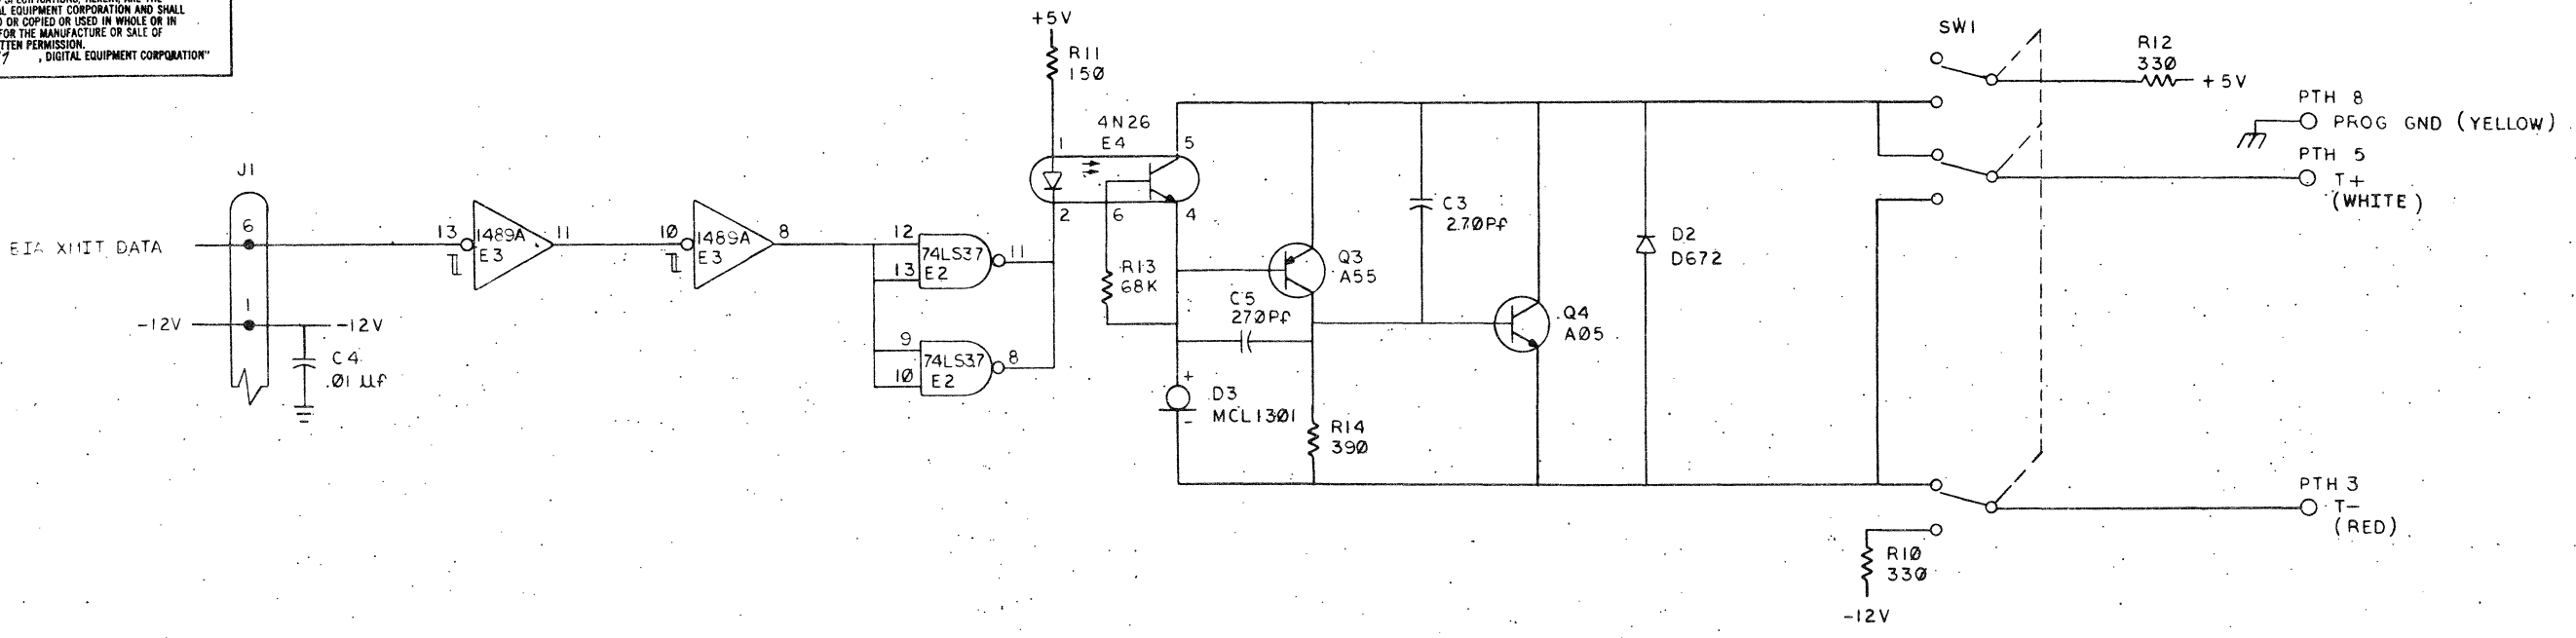 SPECIFICATIONS, HEREIN, ARE THE
AL EQUIPMENT CORPORATION AND SHALL
D OR COPIED OR USED IN WHOLE OR IN
FOR THE MANUFACTURE OR SALE OF
TTEN PERMISSION.
, DIGITAL EQUIPMENT CORPORATION"
+5V
R11
150
SW1
R12
330
+5V
PTH 8
PROG GND (YELLOW)
PTH 5
T+
(WHITE)
4N26
E4
1
5
2
6
4
J1
6
EIA XMIT DATA
13
1489A
E3
11
10
1489A
E3
8
12
13
74LS37
E2
11
9
10
74LS37
E2
8
1
-12V
-12V
C4
.01 µf
R13
68K
C5
270Pf
Q3
A55
C3
270Pf
Q4
A05
D2
D672
+
D3
MCL1301
-
R14
390
PTH 3
T-
(RED)
R10
330
-12V